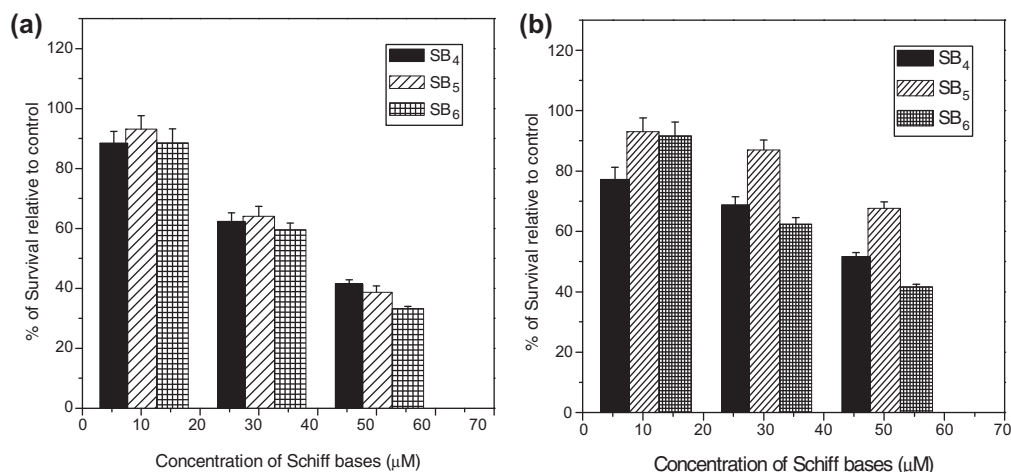 (a)
% of Survival relative to control
120
100
80
60
40
20
0
SB₄
SB₅
SB₆
0 10 20 30 40 50 60 70
Concentration of Schiff bases (μM)
(b)
% of Survival relative to control
120
100
80
60
40
20
0
SB₄
SB₅
SB₆
0 10 20 30 40 50 60 70
Concentration of Schiff bases (μM)